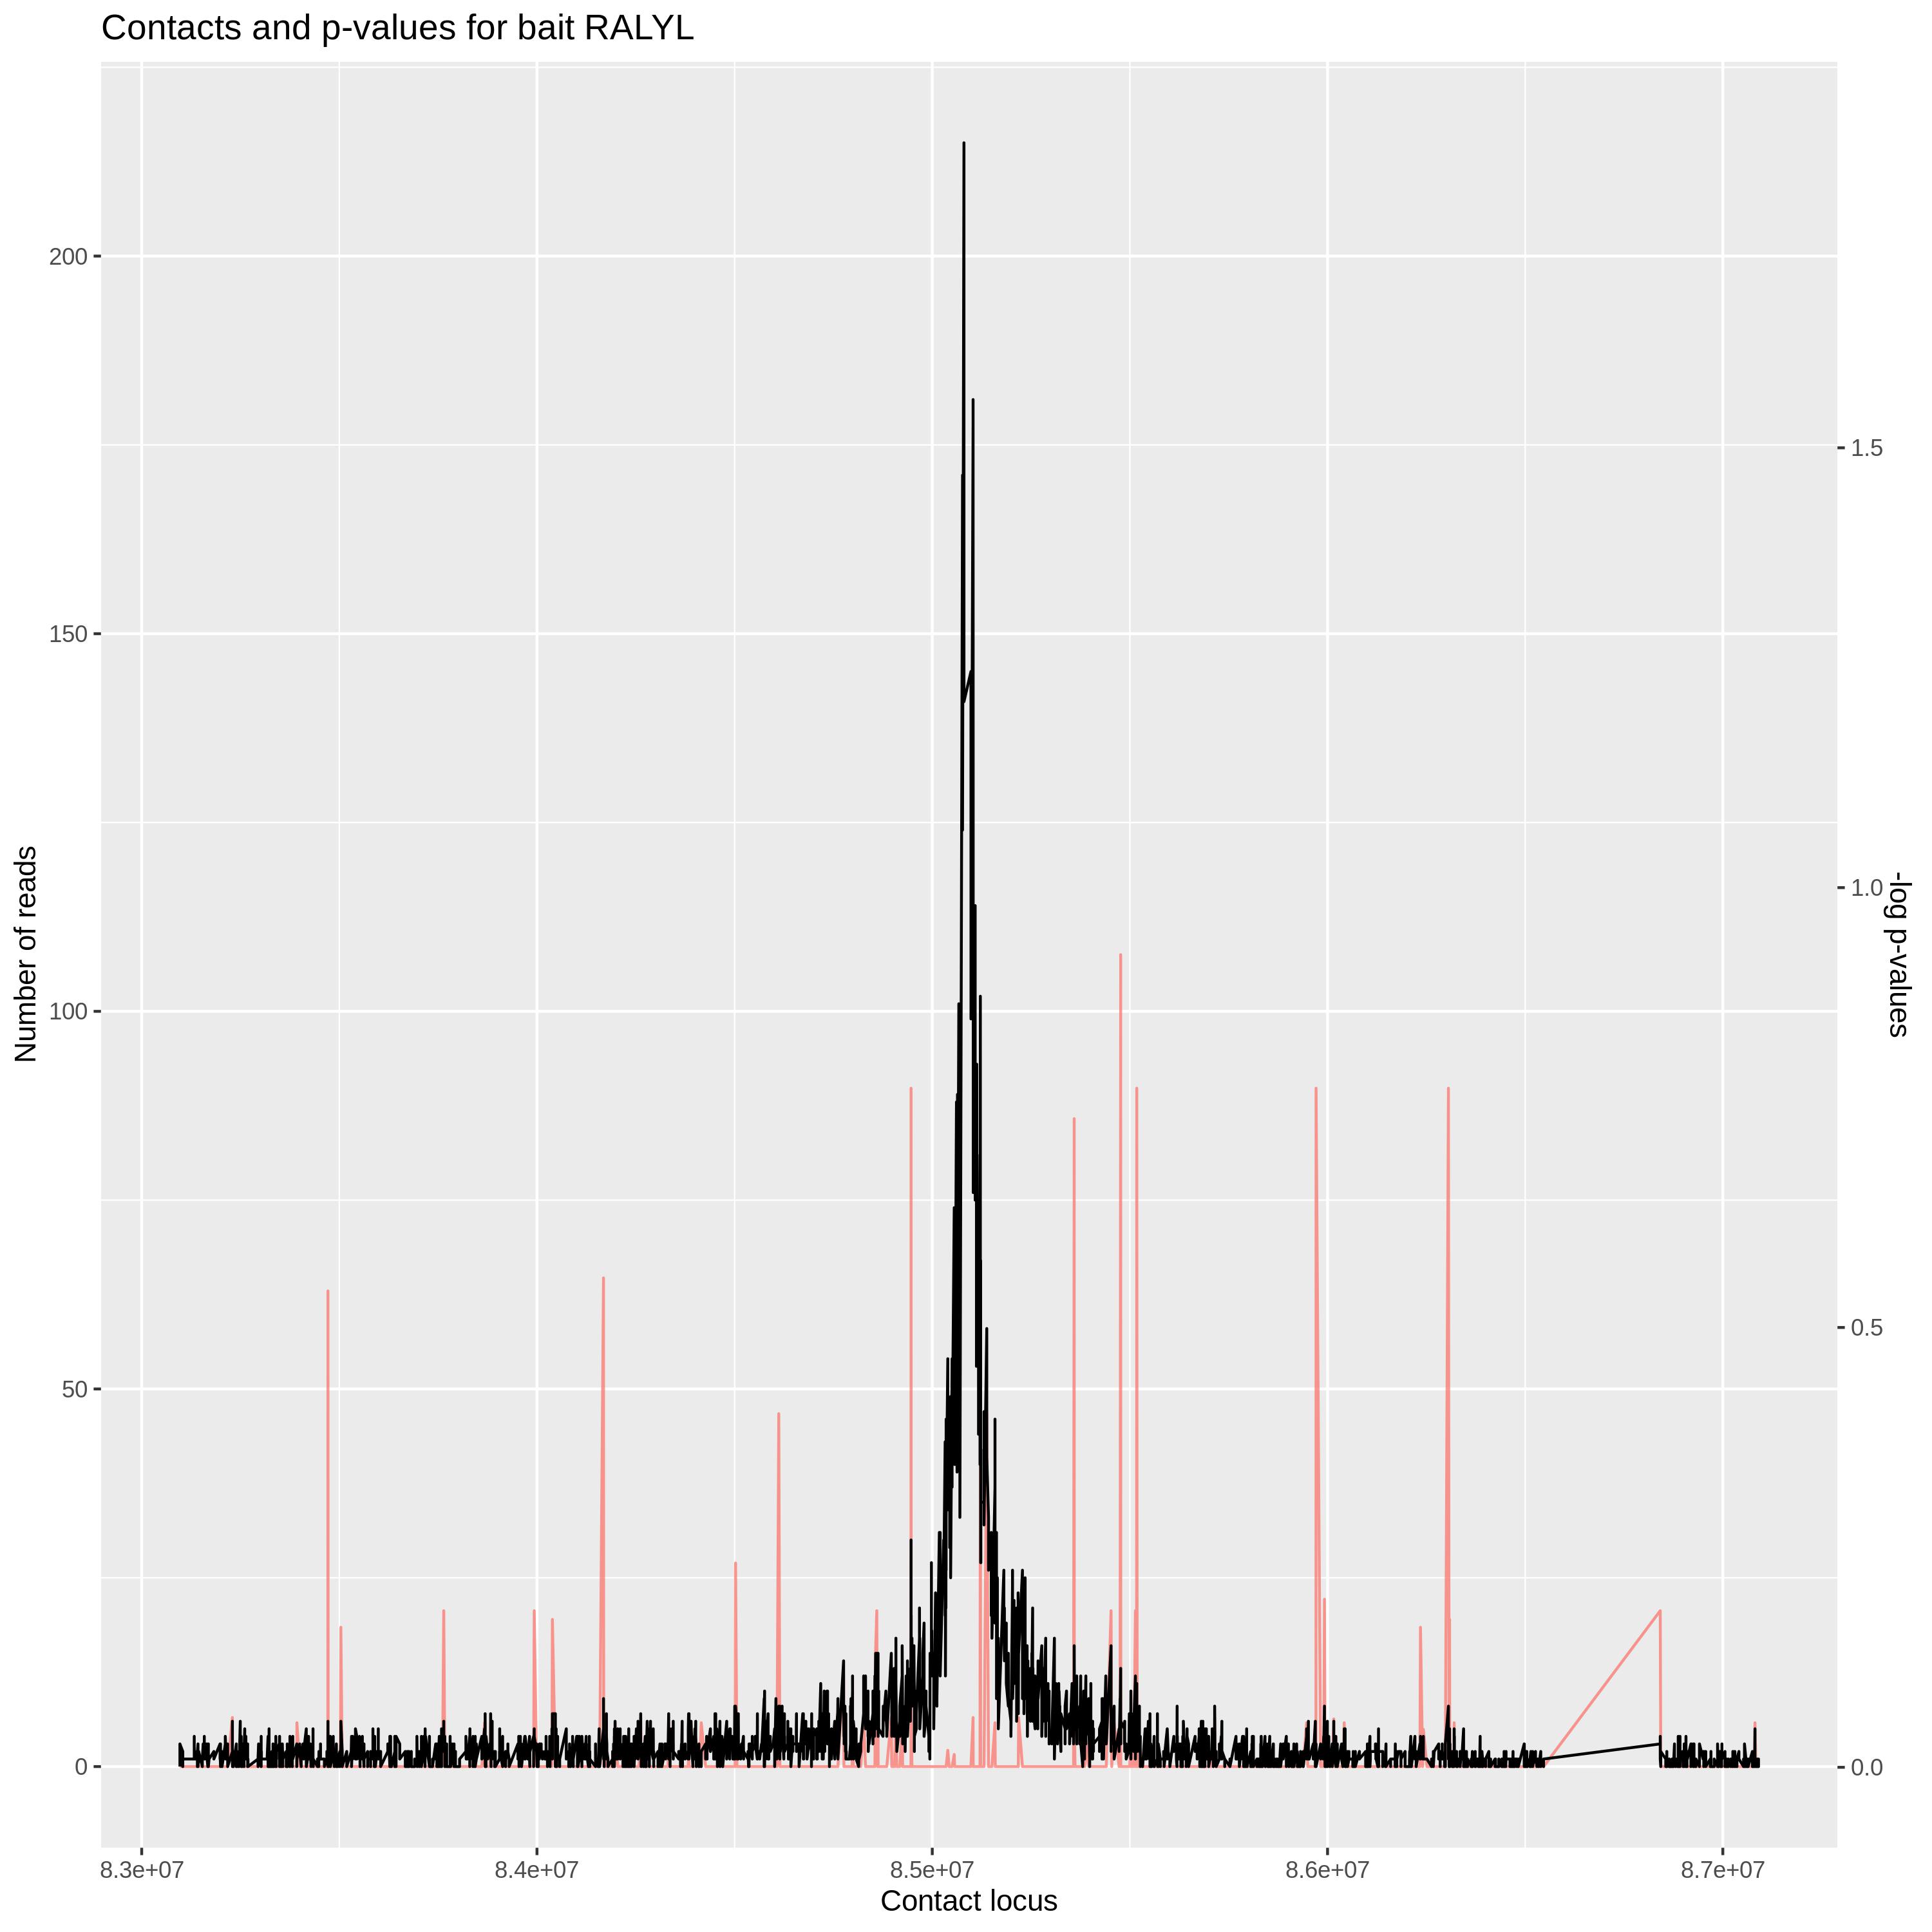 Contacts and p-values for bait RALYL
200
150
100
50
0
Number of reads
1.5
1.0
0.5
0.0
-log p-values
8.3e+07
8.4e+07
8.5e+07
8.6e+07
8.7e+07
Contact locus